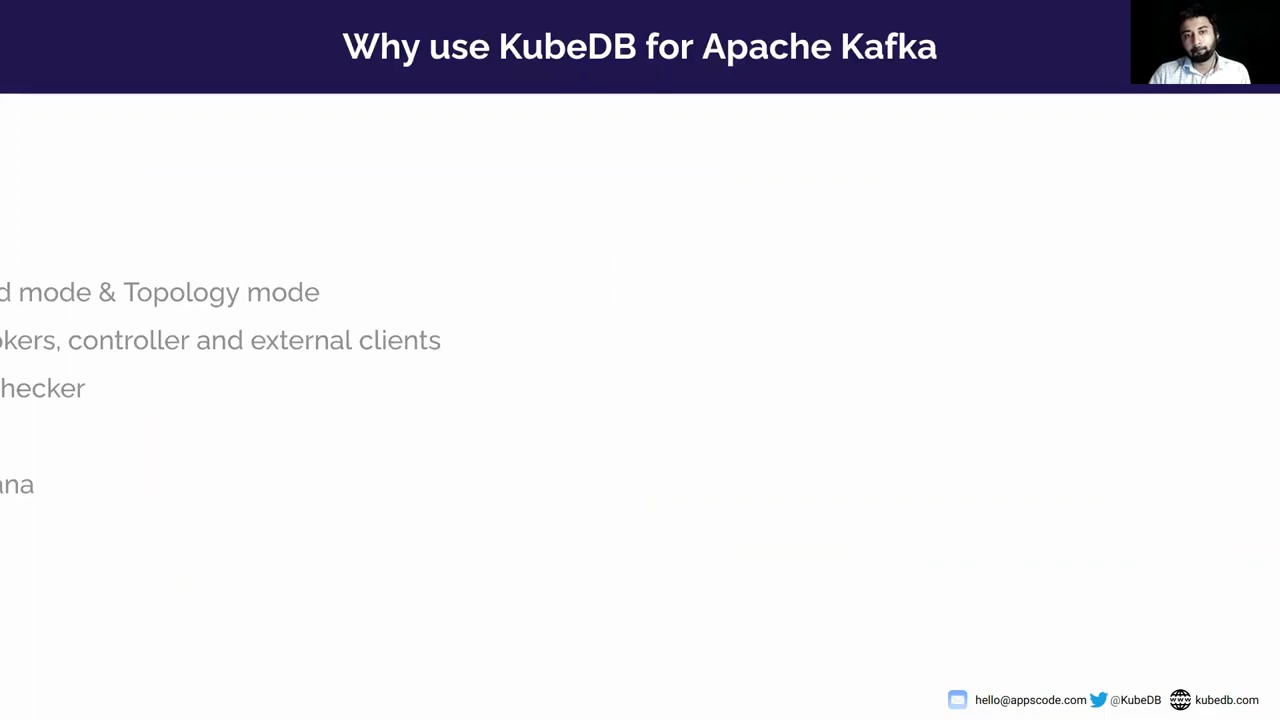 Why use KubeDB for Apache Kafka
d mode & Topology mode
okers, controller and external clients
hecker
ana
hello@appscode.com @KubeDB kubedb.com